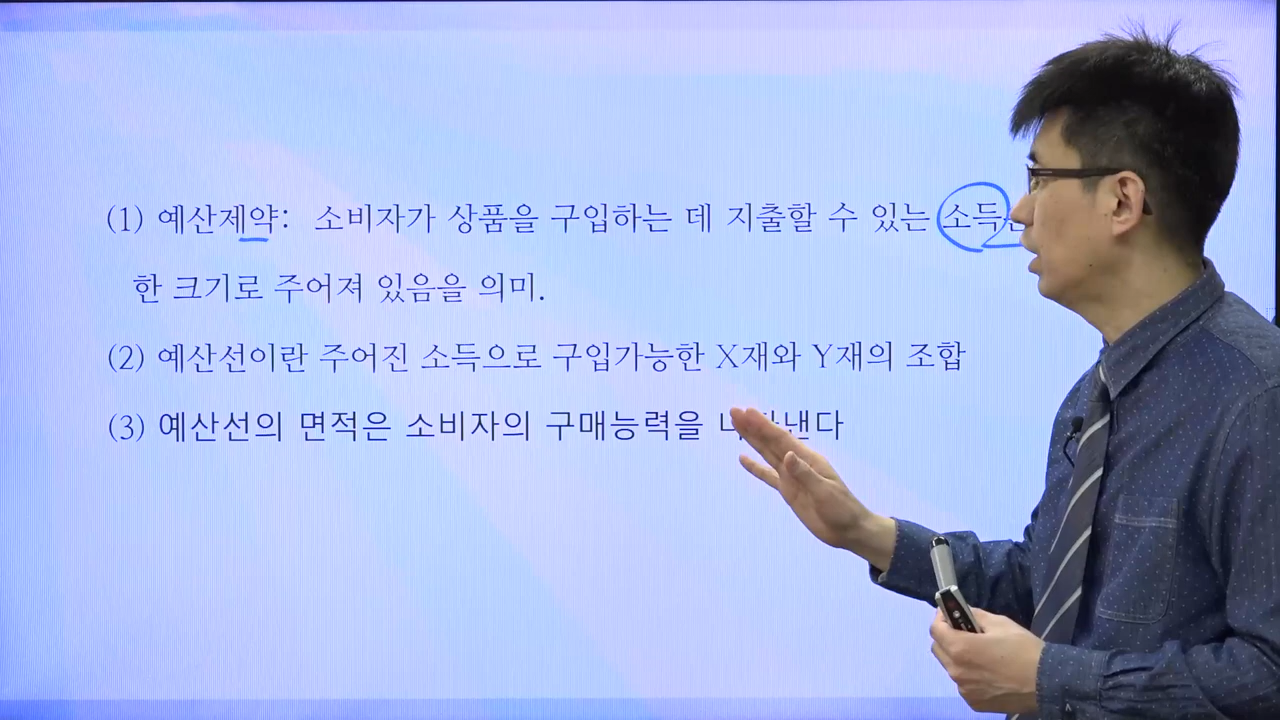 (1) 예산제약: 소비자가 상품을 구입하는 데 지출할 수 있는 소득
한 크기로 주어져 있음을 의미.
(2) 예산선이란 주어진 소득으로 구입가능한 X재와 Y재의 조합
(3) 예산선의 면적은 소비자의 구매능력을